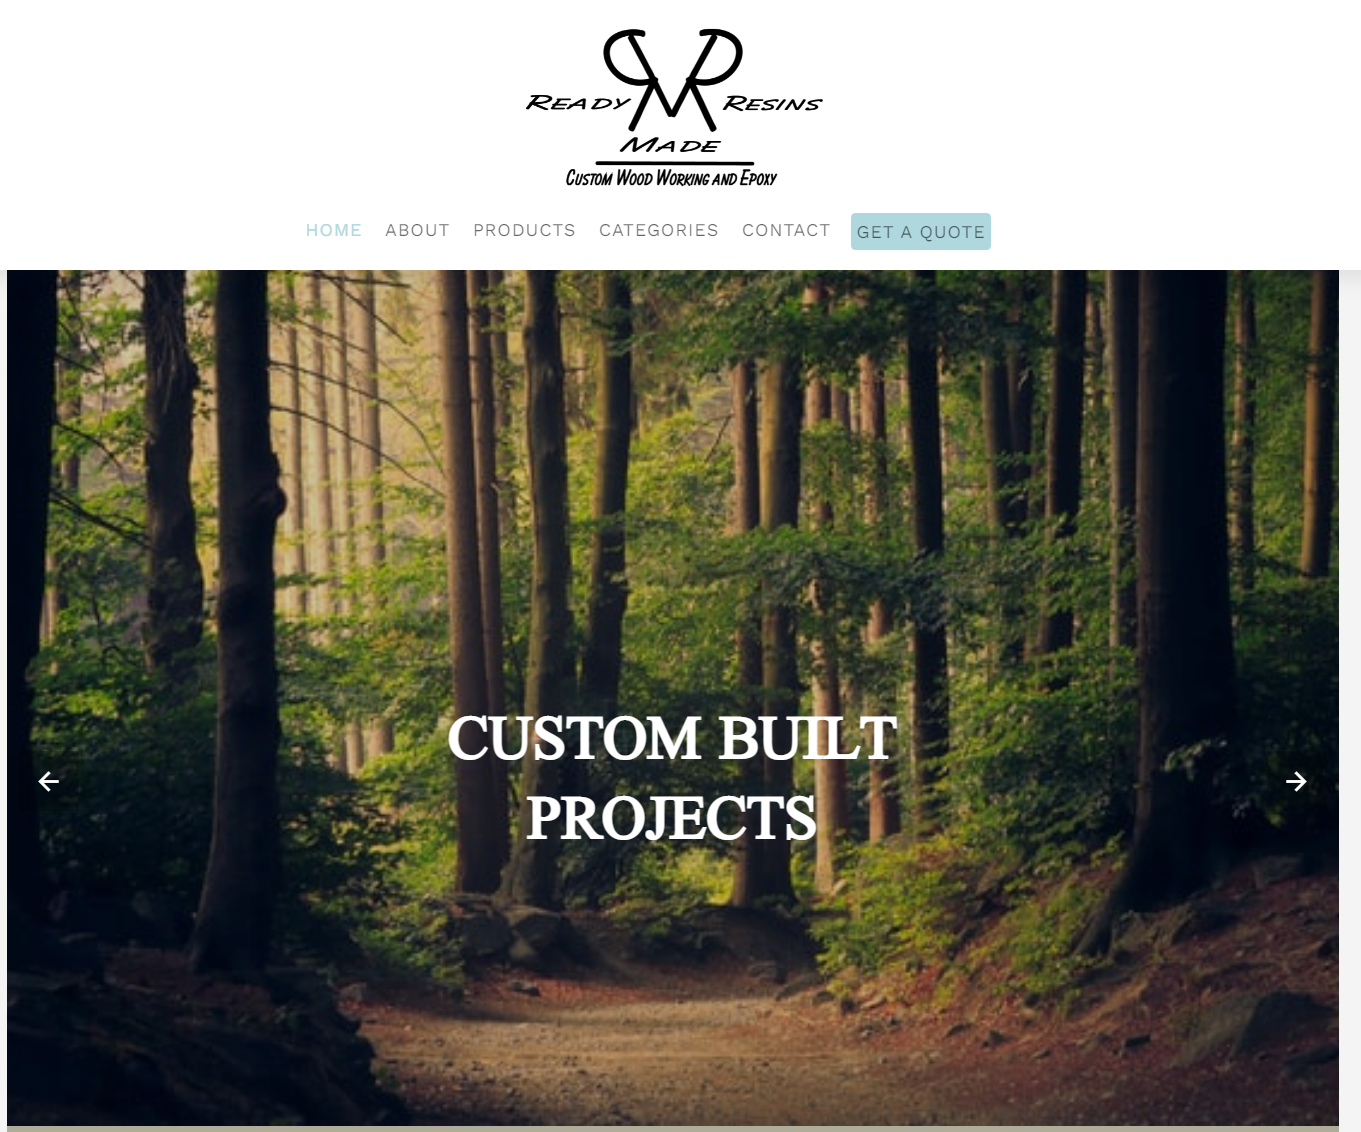 READY RESINS
MADE
CUSTOM WOOD WORKING AND EPOXY
HOME ABOUT PRODUCTS CATEGORIES CONTACT GET A QUOTE
CUSTOM BUILT
PROJECTS